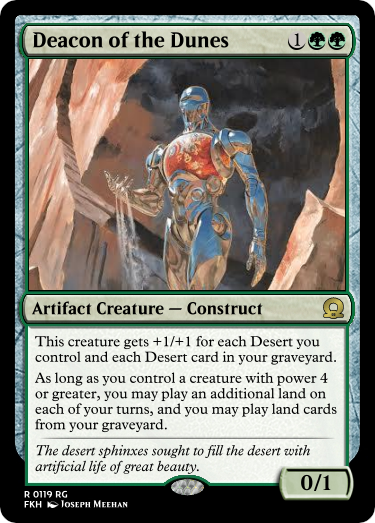 Deacon of the Dunes
1
Artifact Creature — Construct
This creature gets +1/+1 for each Desert you
control and each Desert card in your graveyard.
As long as you control a creature with power 4
or greater, you may play an additional land on
each of your turns, and you may play land cards
from your graveyard.
The desert sphinxes sought to fill the desert with
artificial life of great beauty.
0/1
R 0119 RG
FKH Joseph Meehan